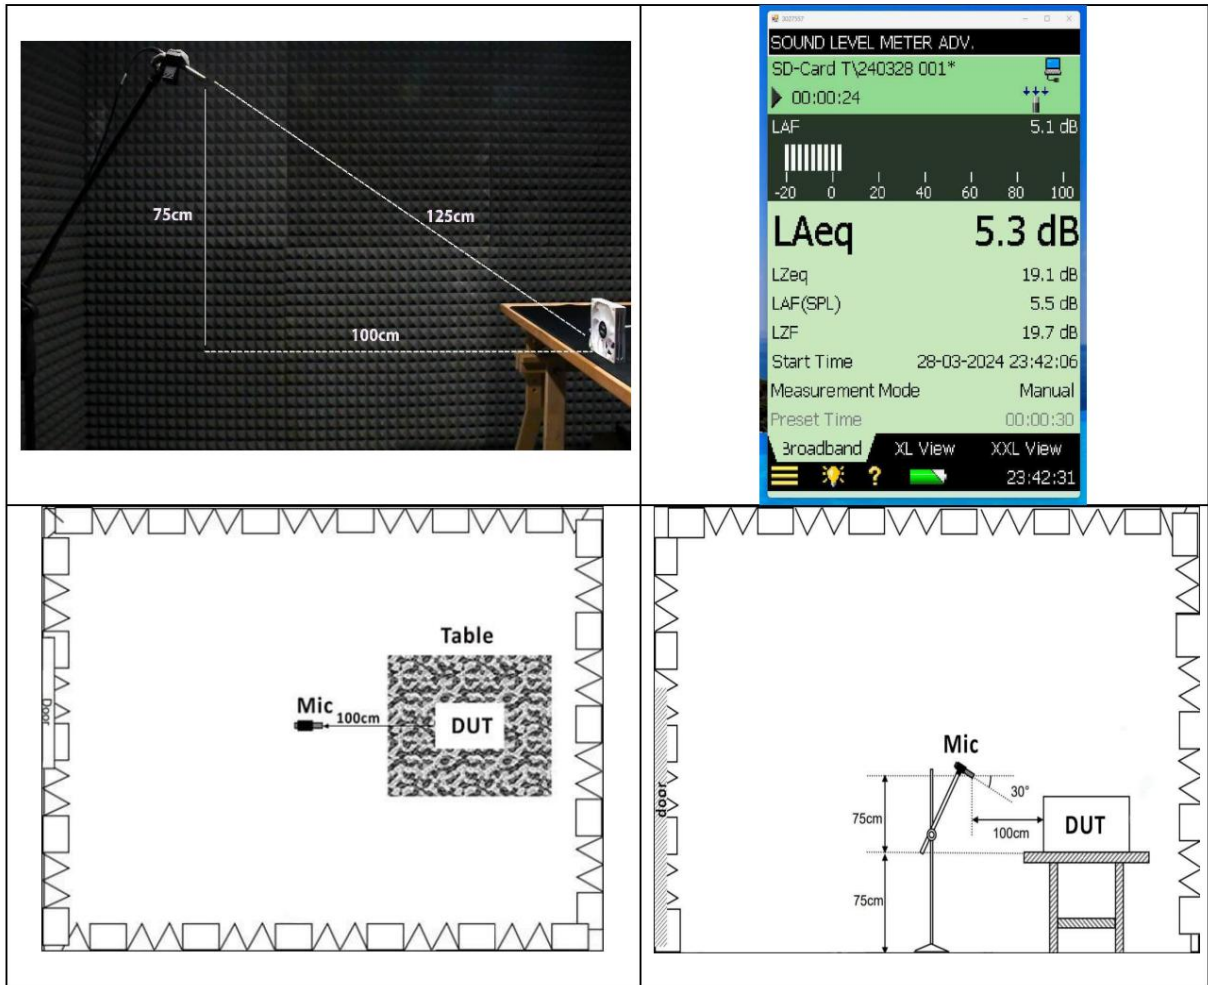 75cm
125cm
100cm
SOUND LEVEL METER ADV.
SD-Card T\240328 001*
00:00:24
LAF 5.1 dB
-20 0 20 40 60 80 100
LAeq 5.3 dB
LZeq 19.1 dB
LAF(SPL) 5.5 dB
LZF 19.7 dB
Start Time 28-03-2024 23:42:06
Measurement Mode Manual
Preset Time 00:00:30
Broadband XL View XXL View
? 23:42:31
Table
Mic
100cm
DUT
Door
Mic
30°
75cm
100cm
DUT
door
75cm